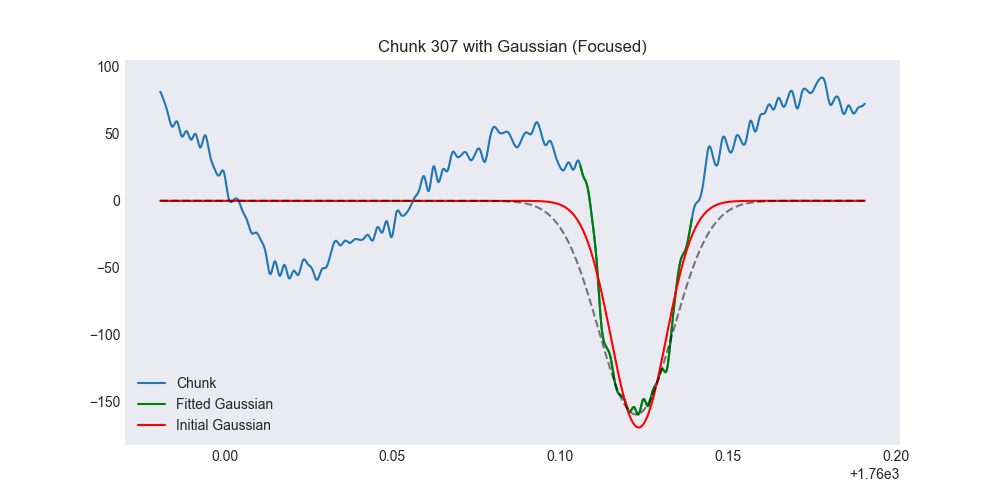 Chunk 307 with Gaussian (Focused)
100
50
0
−50
−100
−150
Chunk
Fitted Gaussian
Initial Gaussian
0.00 0.05 0.10 0.15 0.20
+1.76e3